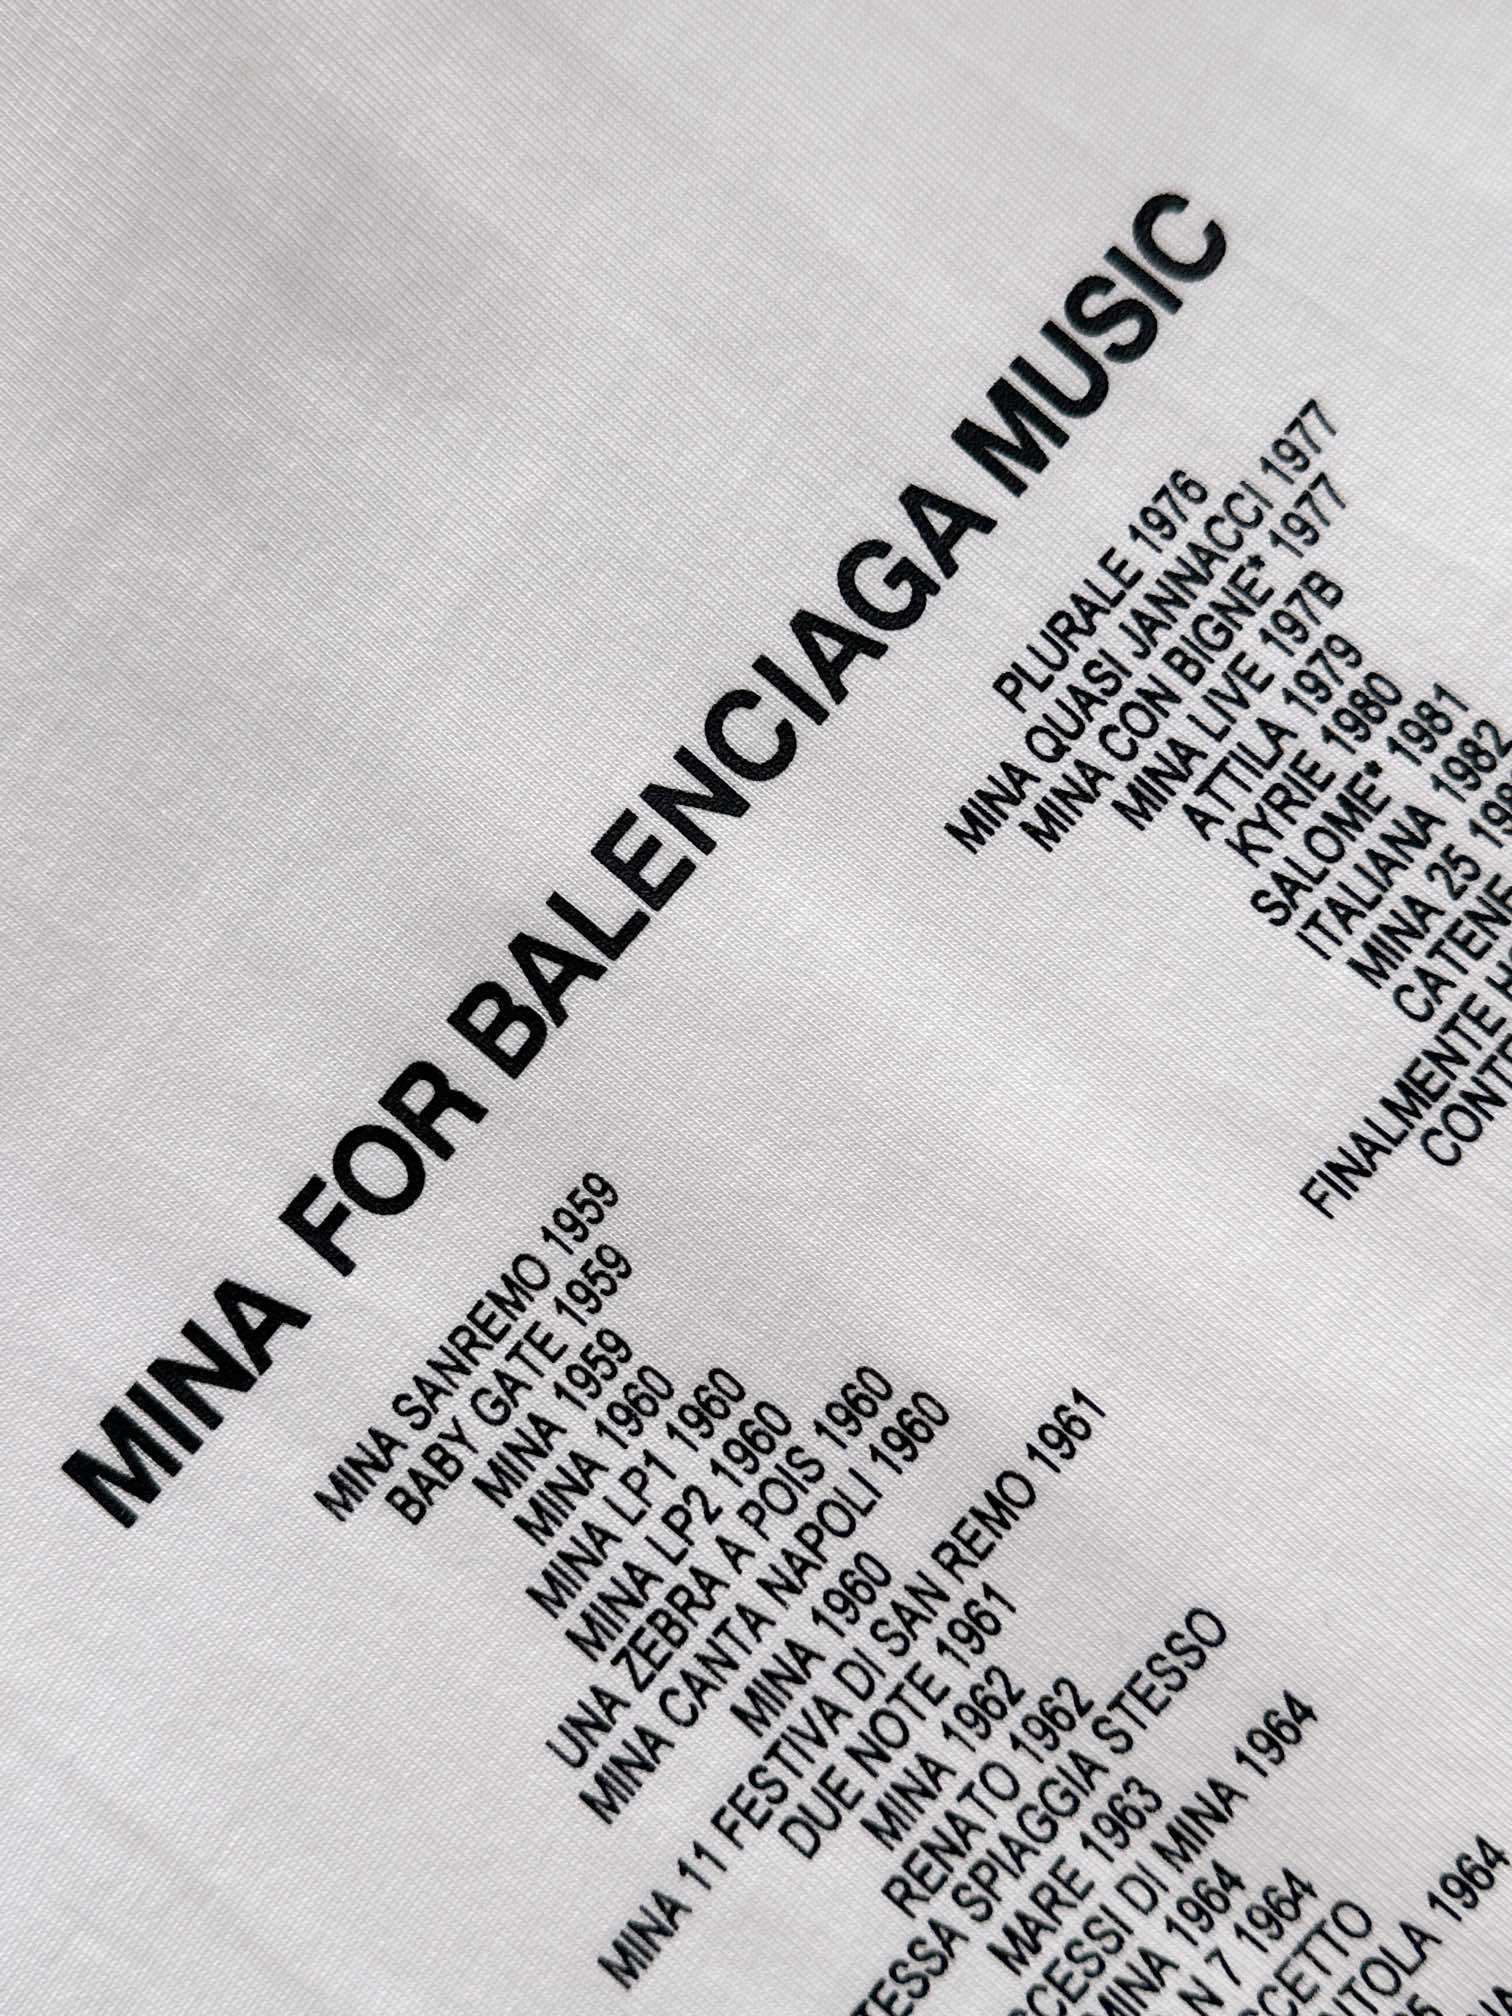 MINA FOR BALENCIAGA MUSIC
MINA SANREMO 1959
BABY GATE 1959
MINA 1959
MINA 1960
MINA LP1 1960
MINA LP2 1960
UNA ZEBRA A POIS 1960
MINA CANTA NAPOLI 1960
MINA 1960
MINA 11 FESTIVA DI SAN REMO 1961
DUE NOTE 1961
MINA 1962
RENATO 1962
SPIAGGIA STESSO
MARE 1963
DI MINA 1964
MINA 1964
7 1964
1964
PLURALE 1976
MINA QUASI JANNACCI 1977
MINA CON BIGNE* 1977
MINA LIVE 197B
ATTILA 1979
KYRIE 1980
SALOME* 1981
ITALIANA 1982
MINA 25
CATENE
FINALMENTE